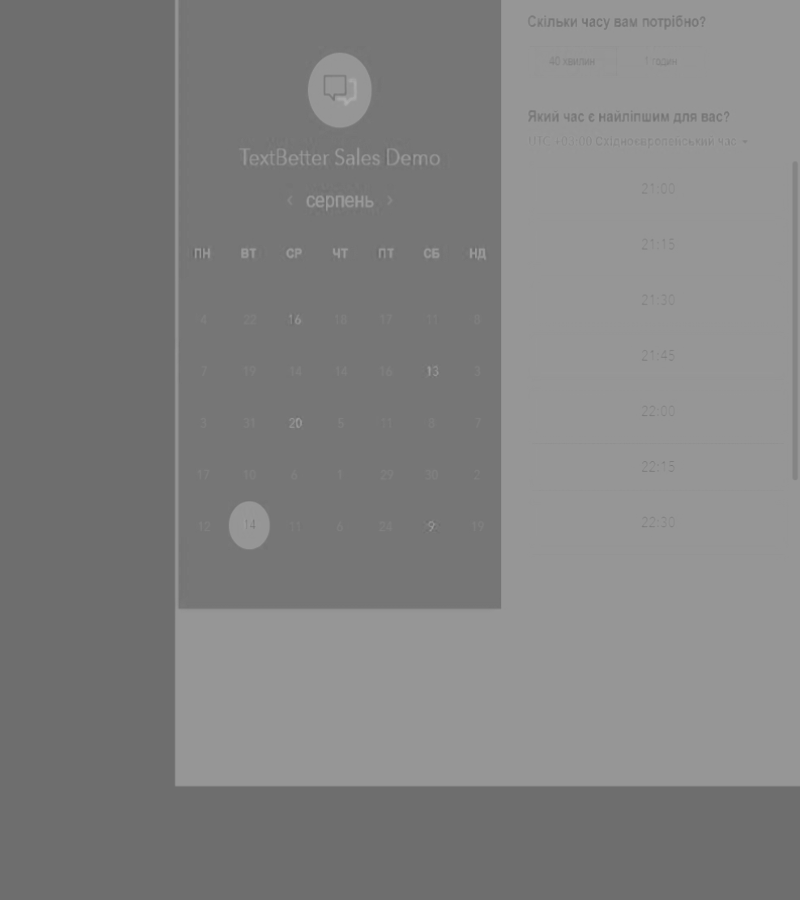 TextBetter Sales Demo
‹ серпень ›
ПН ВТ СР ЧТ ПТ СБ НД
4 22 16 18 17 11 8
7 19 14 14 16 13 3
3 31 20 5 11 8 7
97 10 6 1 29 30 2
12 14 11 6 24 9 19
Скільки часу вам потрібно?
40 хвилин 1 годин
Який час є найліпшим для вас?
UTC +03:00 Східноєвропейський час
21:00
21:15
21:30
21:45
22:00
22:15
22:30